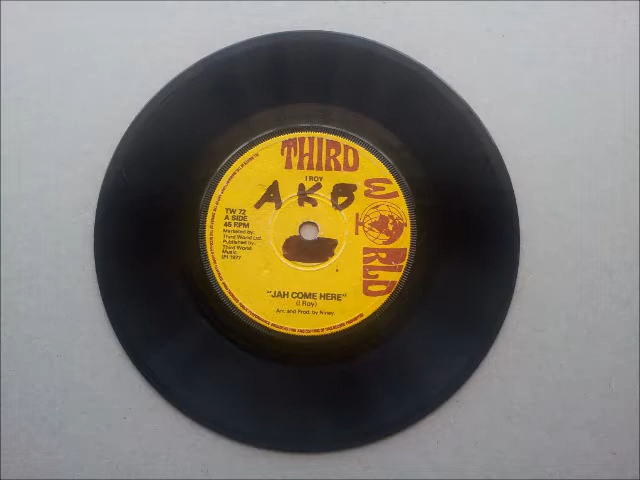 THIRD
WORLD
I ROY
AKB
TW 72
A SIDE
45 RPM
Marketed by
Third World Ltd.
Published by
Third World
Music
(P) 1977
"JAH COME HERE"
(I Roy)
Arr. and Prod. by Niney